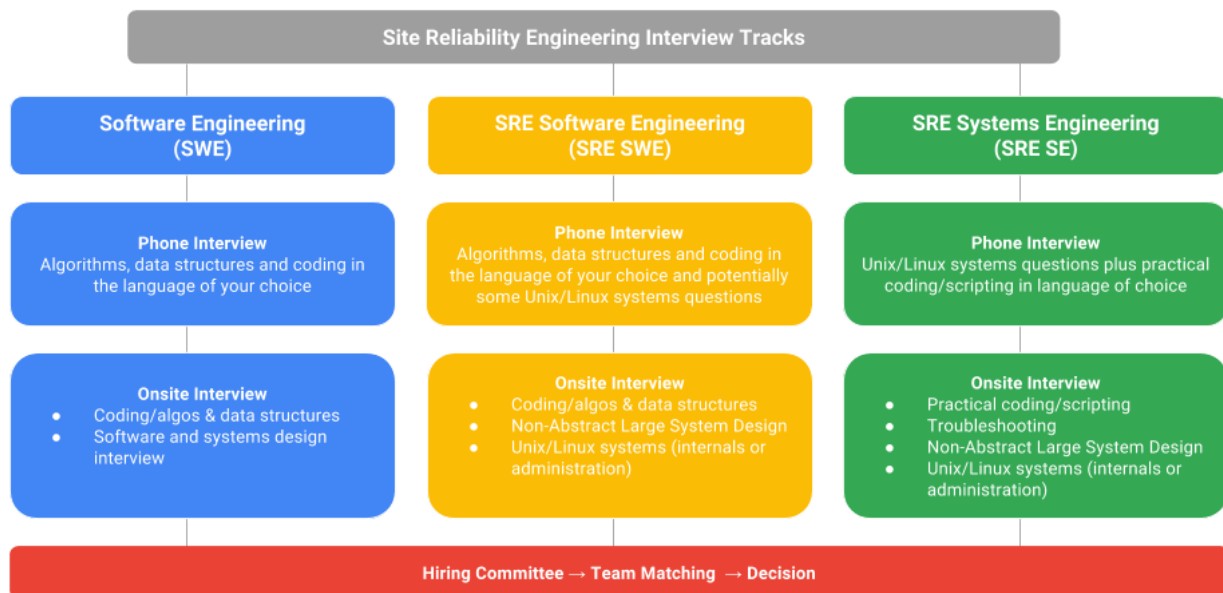 Site Reliability Engineering Interview Tracks
Software Engineering
(SWE)
Phone Interview
Algorithms, data structures and coding in
the language of your choice
Onsite Interview
● Coding/algos & data structures
● Software and systems design
interview
SRE Software Engineering
(SRE SWE)
Phone Interview
Algorithms, data structures and coding in
the language of your choice and potentially
some Unix/Linux systems questions
Onsite Interview
● Coding/algos & data structures
● Non-Abstract Large System Design
● Unix/Linux systems (internals or
administration)
SRE Systems Engineering
(SRE SE)
Phone Interview
Unix/Linux systems questions plus practical
coding/scripting in language of choice
Onsite Interview
● Practical coding/scripting
● Troubleshooting
● Non-Abstract Large System Design
● Unix/Linux systems (internals or
administration)
Hiring Committee → Team Matching → Decision